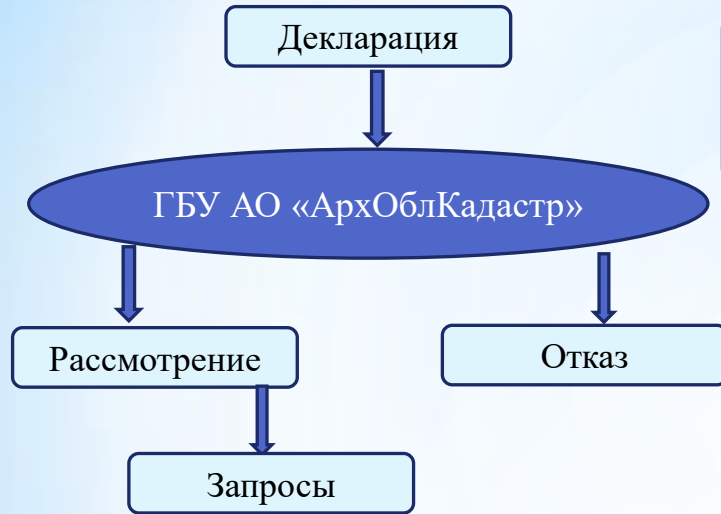 Декларация
ГБУ АО «АрхОблКадастр»
Рассмотрение
Отказ
Запросы